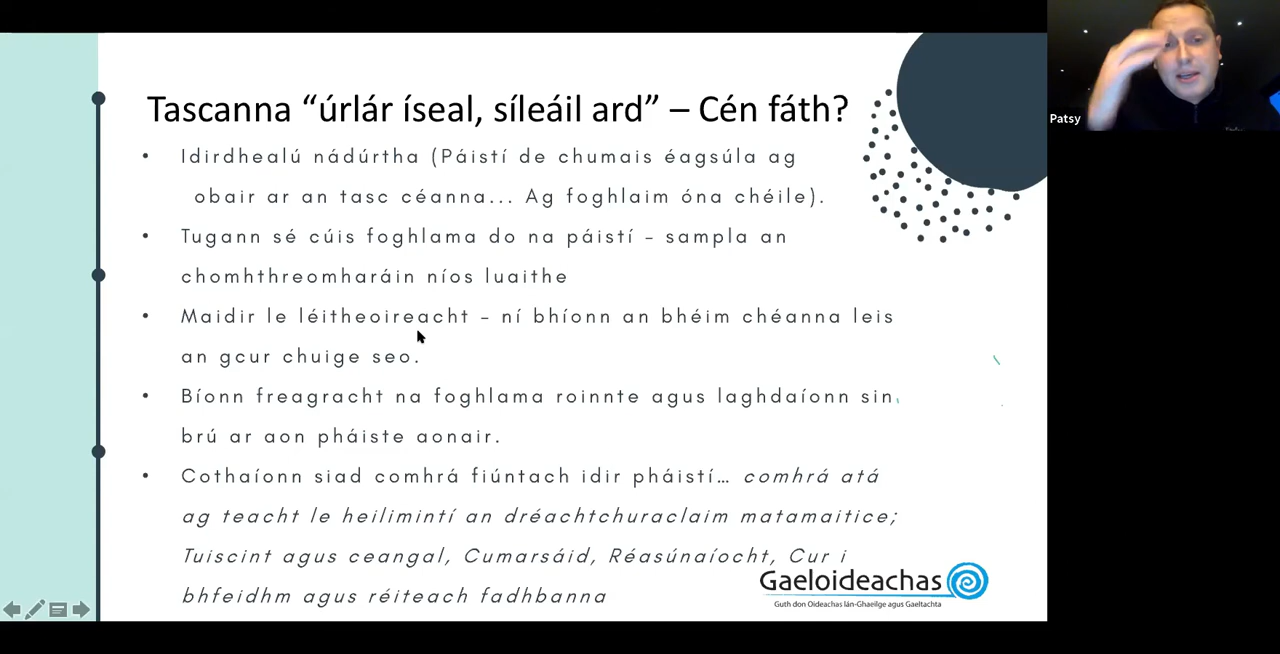 Tascanna “úrlár íseal, síleáil ard” – Cén fáth?
• Idirdhealú nádúrtha (Páistí de chumais éagsúla ag
obair ar an tasc céanna... Ag foghlaim óna chéile).
• Tugann sé cúis foghlama do na páistí – sampla an
chomhthreomharáin níos luaithe
• Maidir le léitheoireacht – ní bhíonn an bhéim chéanna leis
an gcur chuige seo.
• Bíonn freagracht na foghlama roinnte agus laghdaíonn sin
brú ar aon pháiste aonair.
• Cothaíonn siad comhrá fiúntach idir pháistí… comhrá atá
ag teacht le heilimintí an dréachtchuraclaim matamaitice;
Tuiscint agus ceangal, Cumarsáid, Réasúnaíocht, Cur i
bhfeidhm agus réiteach fadhbanna
Gaeloideachas
Guth don Oideachas lán-Ghaeilge agus Gaeltachta
Patsy